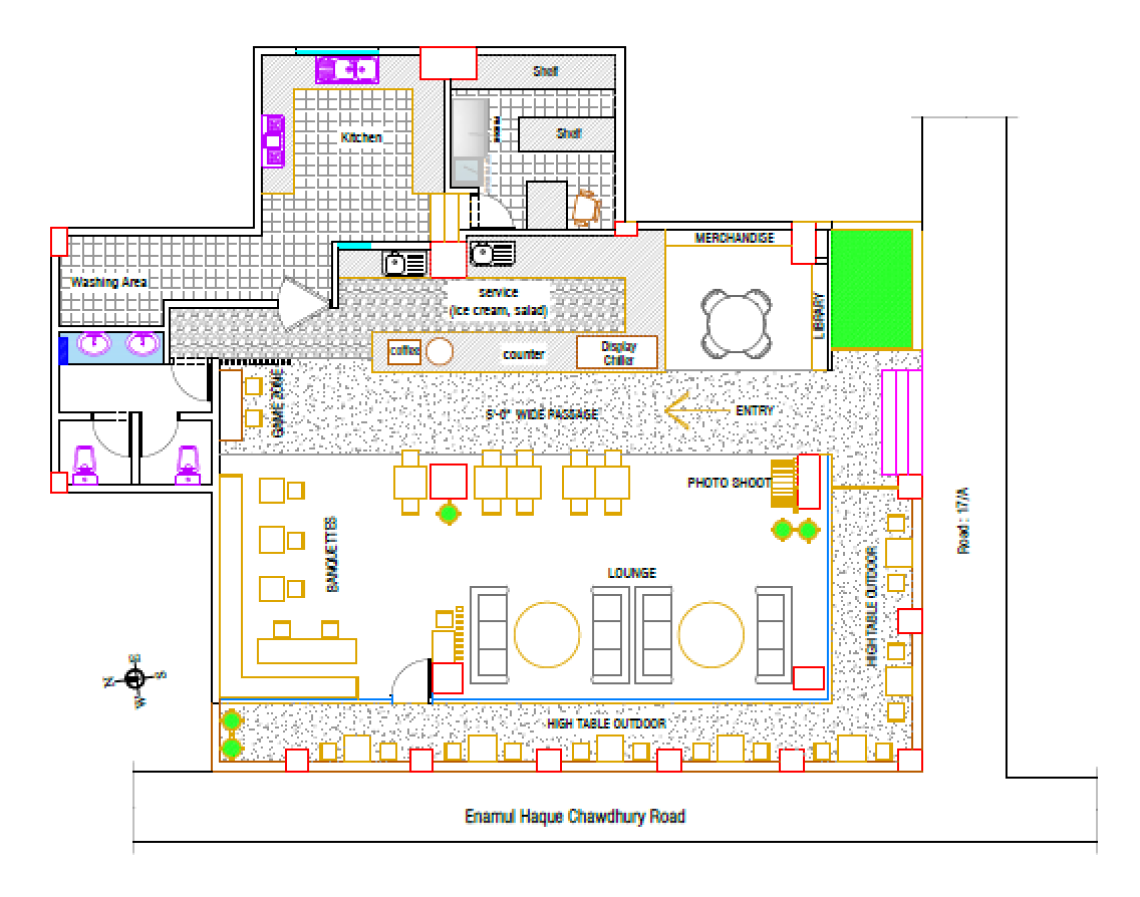 Shelf
Shelf
Kitchen
MERCHANDISE
Washing Area
service
(ice cream, salad)
LIBRARY
coffee
counter
Display
Chiller
GAME ZONE
5'-0" WIDE PASSAGE
ENTRY
PHOTO SHOOT
Road: 17/A
BANQUETTES
LOUNGE
HIGH TABLE OUTDOOR
N
E
S
W
HIGH TABLE OUTDOOR
Enamul Haque Chawdhury Road